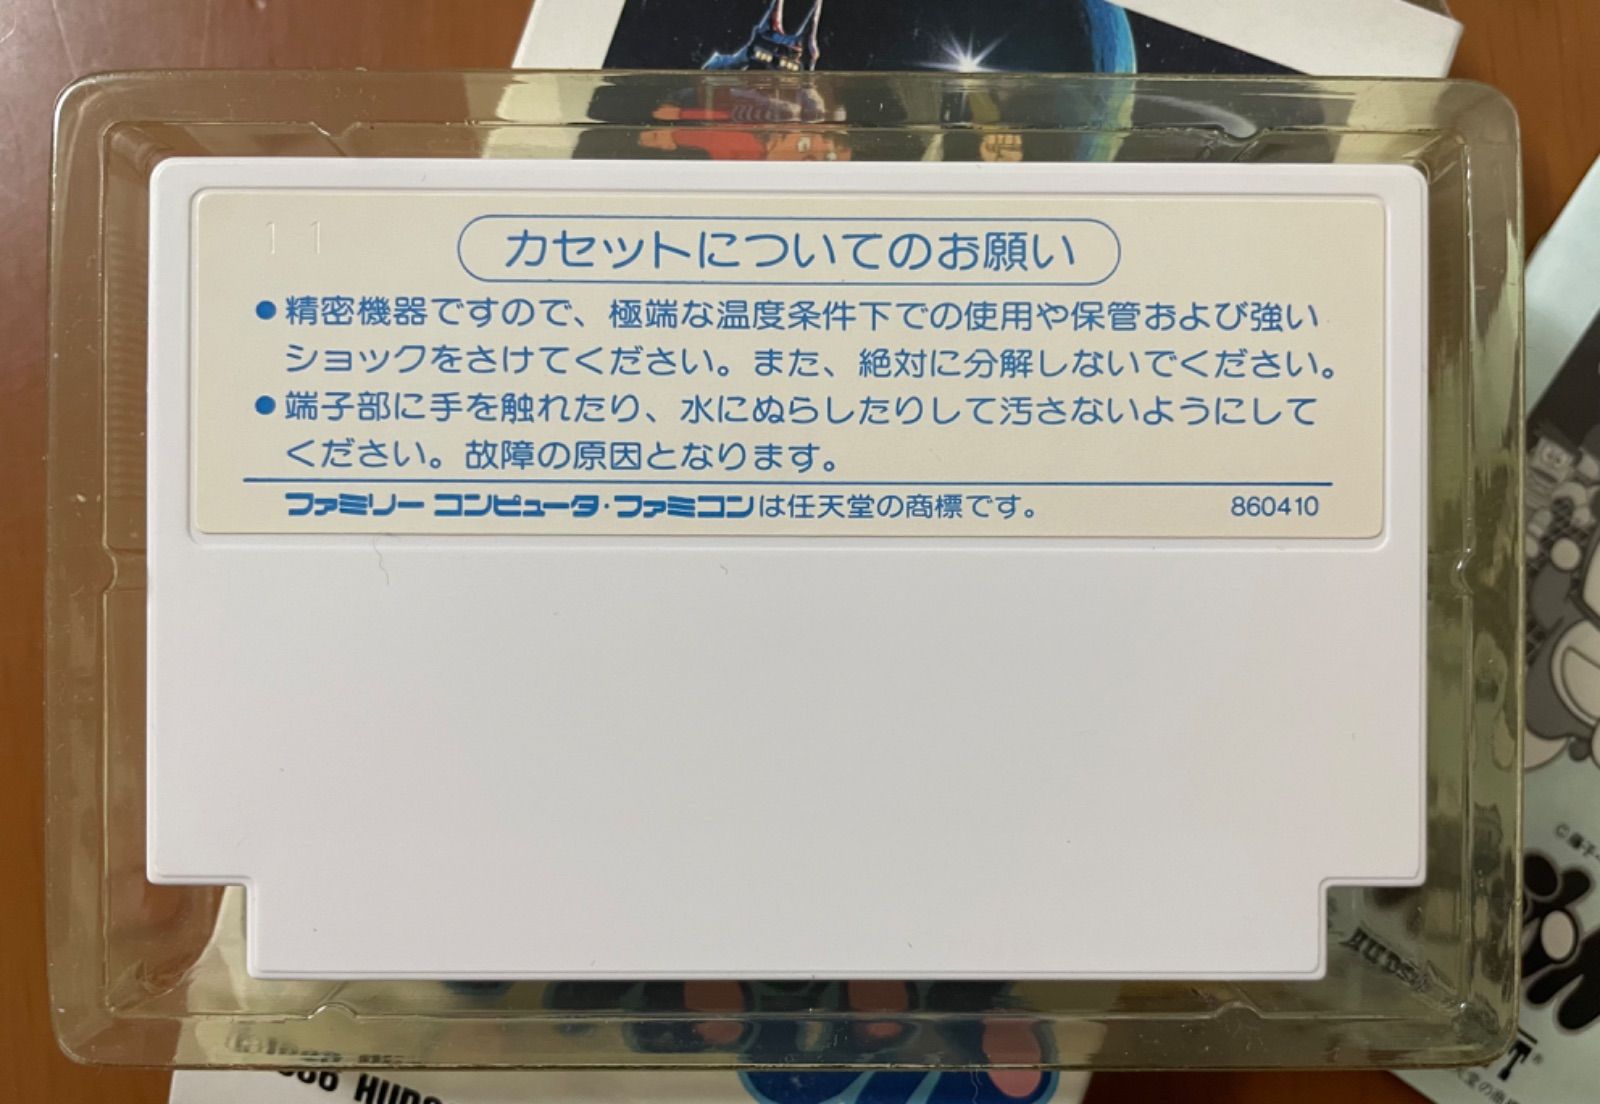 11
カセットについてのお願い
●精密機器ですので、極端な温度条件下での使用や保管および強い
ショックをさけてください。また、絶対に分解しないでください。
●端子部に手を触れたり、水にぬらしたりして汚さないようにして
ください。故障の原因となります。
ファミリー コンピュータ・ファミコンは任天堂の商標です。 860410